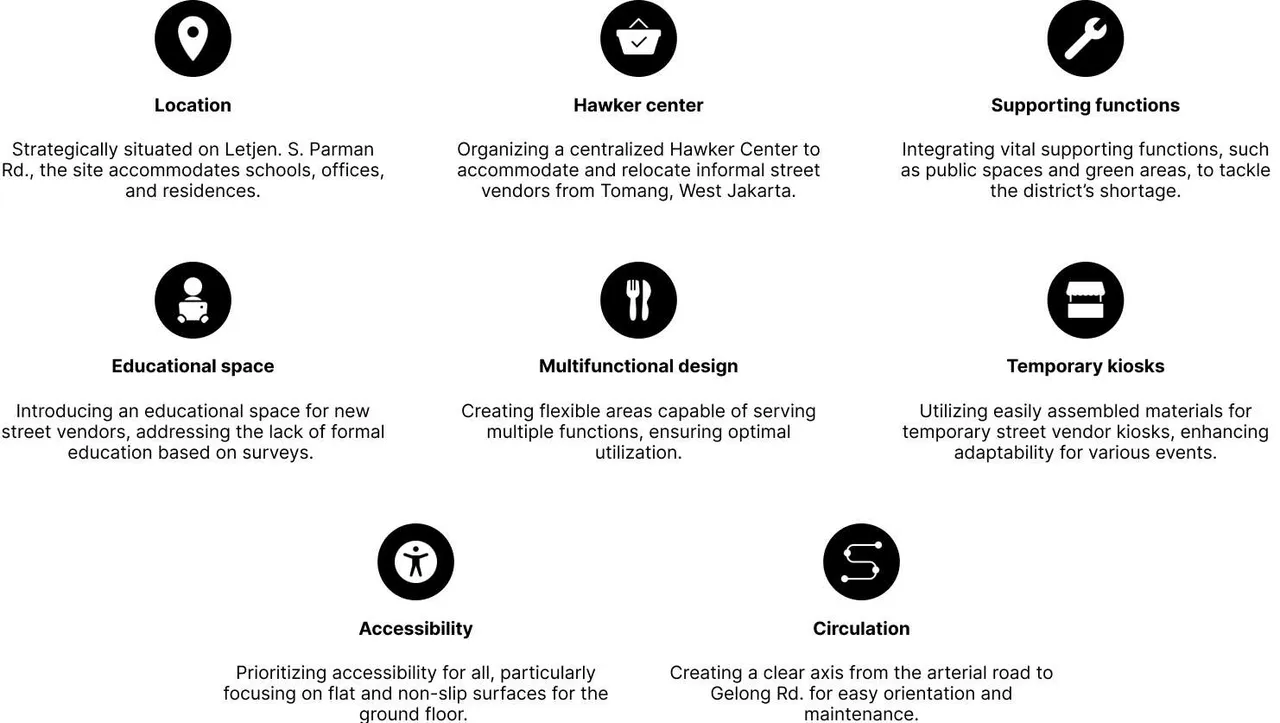 Location
Strategically situated on Letjen. S. Parman
Rd., the site accommodates schools, offices,
and residences.
Hawker center
Organizing a centralized Hawker Center to
accommodate and relocate informal street
vendors from Tomang, West Jakarta.
Supporting functions
Integrating vital supporting functions, such
as public spaces and green areas, to tackle
the district’s shortage.
Educational space
Introducing an educational space for new
street vendors, addressing the lack of formal
education based on surveys.
Multifunctional design
Creating flexible areas capable of serving
multiple functions, ensuring optimal
utilization.
Temporary kiosks
Utilizing easily assembled materials for
temporary street vendor kiosks, enhancing
adaptability for various events.
Accessibility
Prioritizing accessibility for all, particularly
focusing on flat and non-slip surfaces for the
ground floor.
Circulation
Creating a clear axis from the arterial road to
Gelong Rd. for easy orientation and
maintenance.